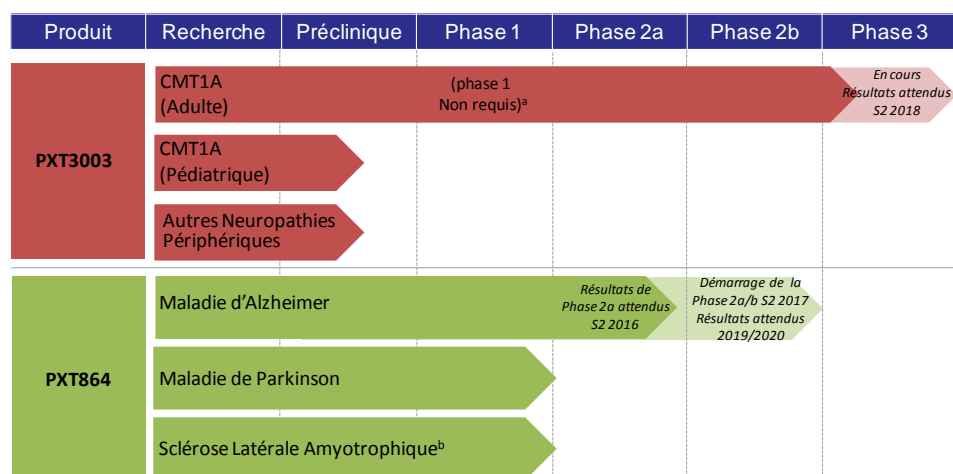 Produit Recherche Préclinique Phase 1 Phase 2a Phase 2b Phase 3
PXT3003
CMT1A
(Adulte)
(phase 1
Non requis)ᵃ
En cours
Résultats attendus
S2 2018
CMT1A
(Pédiatrique)
Autres Neuropathies
Périphériques
PXT864
Maladie d'Alzheimer
Résultats de
Phase 2a attendus
S2 2016
Démarrage de la
Phase 2a/b S2 2017
Résultats attendus
2019/2020
Maladie de Parkinson
Sclérose Latérale Amyotrophiqueᵇ